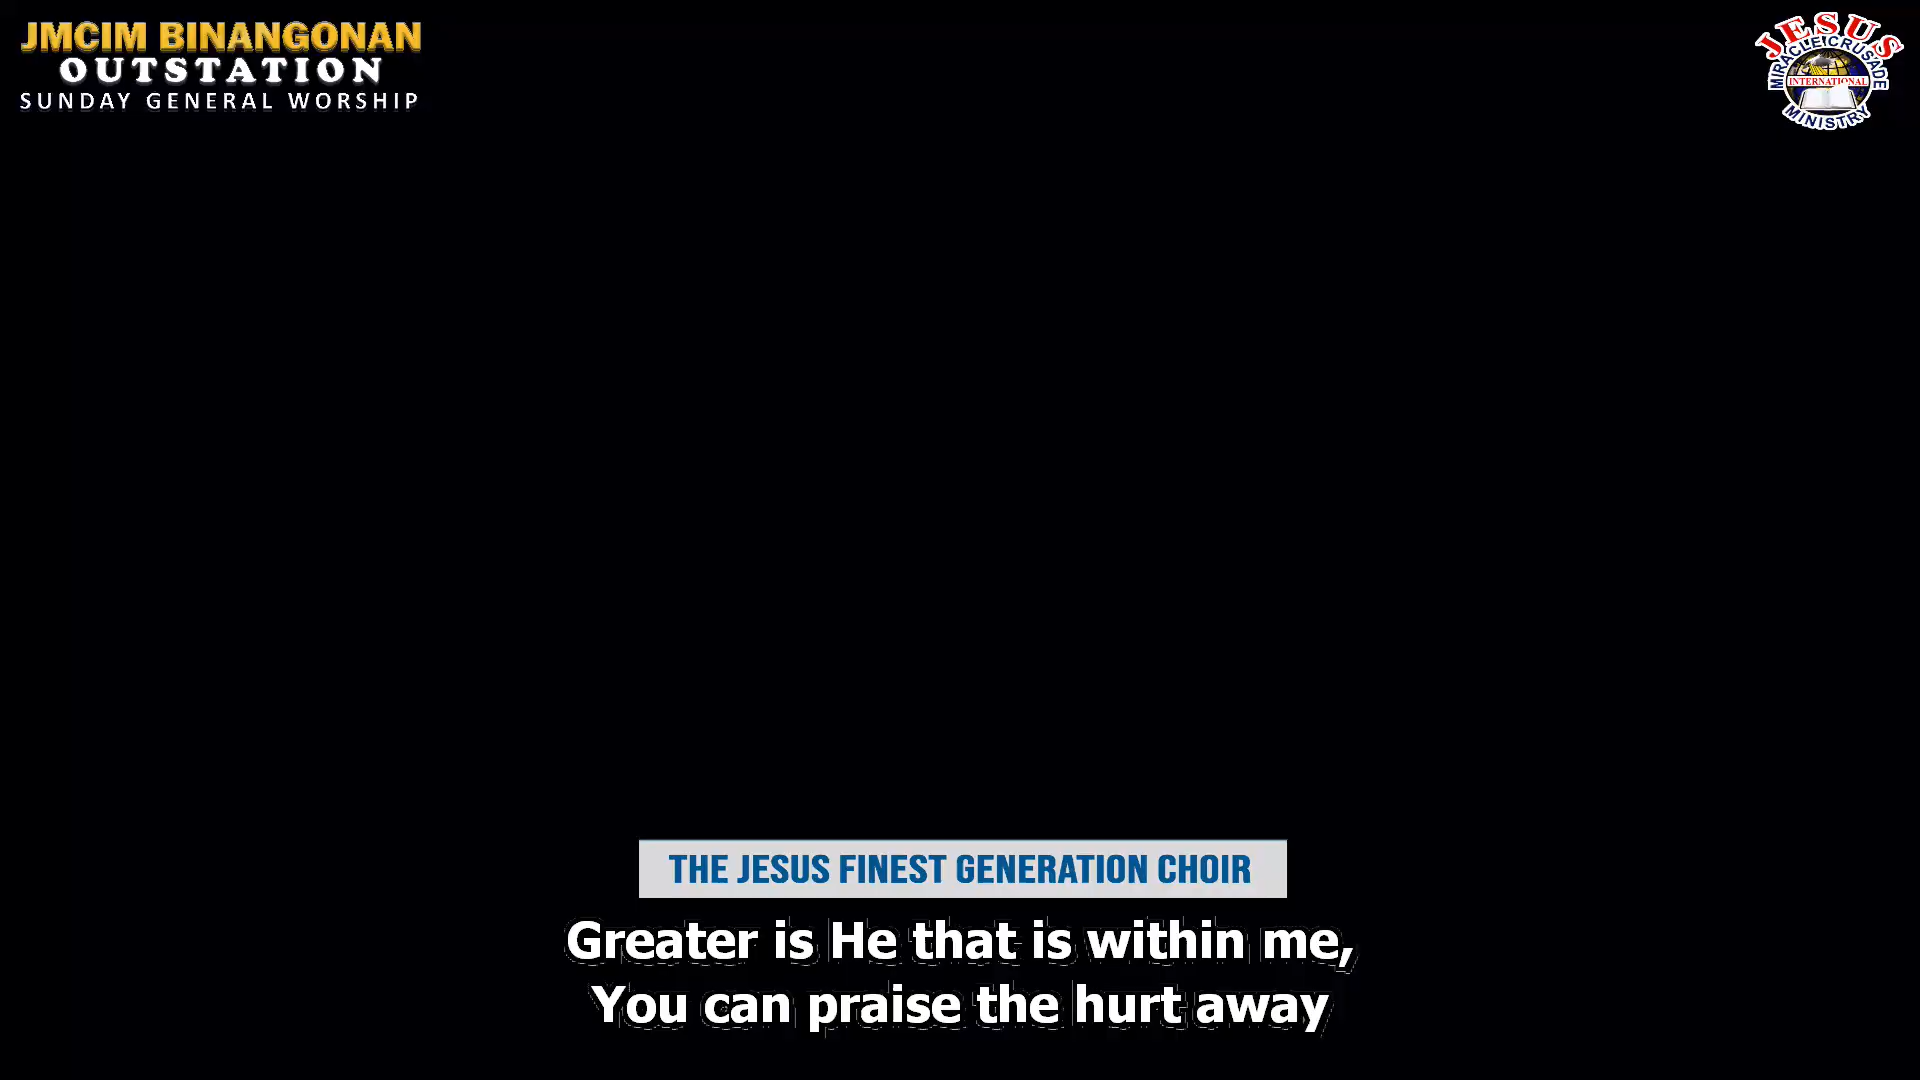 JMCIM BINANGONAN
OUTSTATION
SUNDAY GENERAL WORSHIP
JESUS
MIRACLE CRUSADE
INTERNATIONAL
MINISTRY
THE JESUS FINEST GENERATION CHOIR
Greater is He that is within me,
You can praise the hurt away